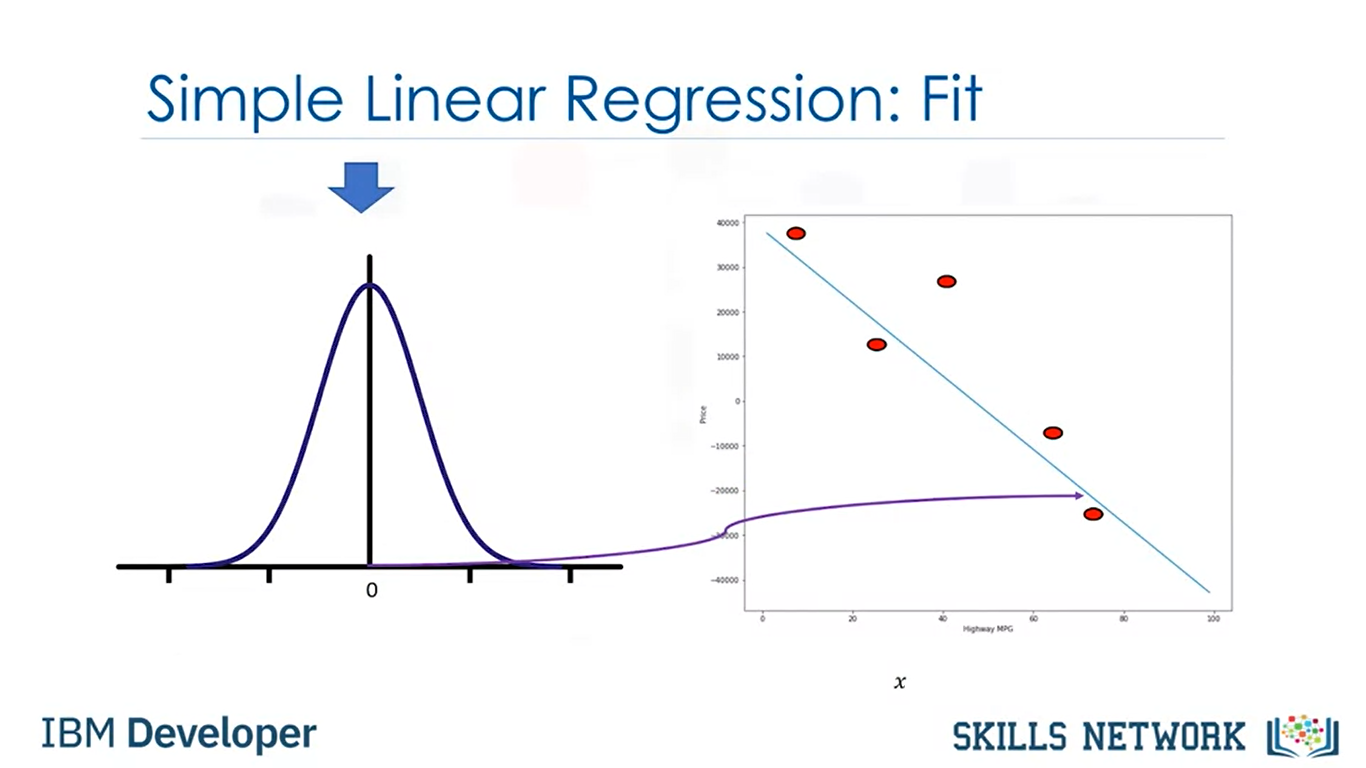 Simple Linear Regression: Fit
0
40000
30000
20000
10000
0
−10000
−20000
−40000
Price
0 20 40 60 80 100
Highway MPG
x
IBM Developer
SKILLS NETWORK